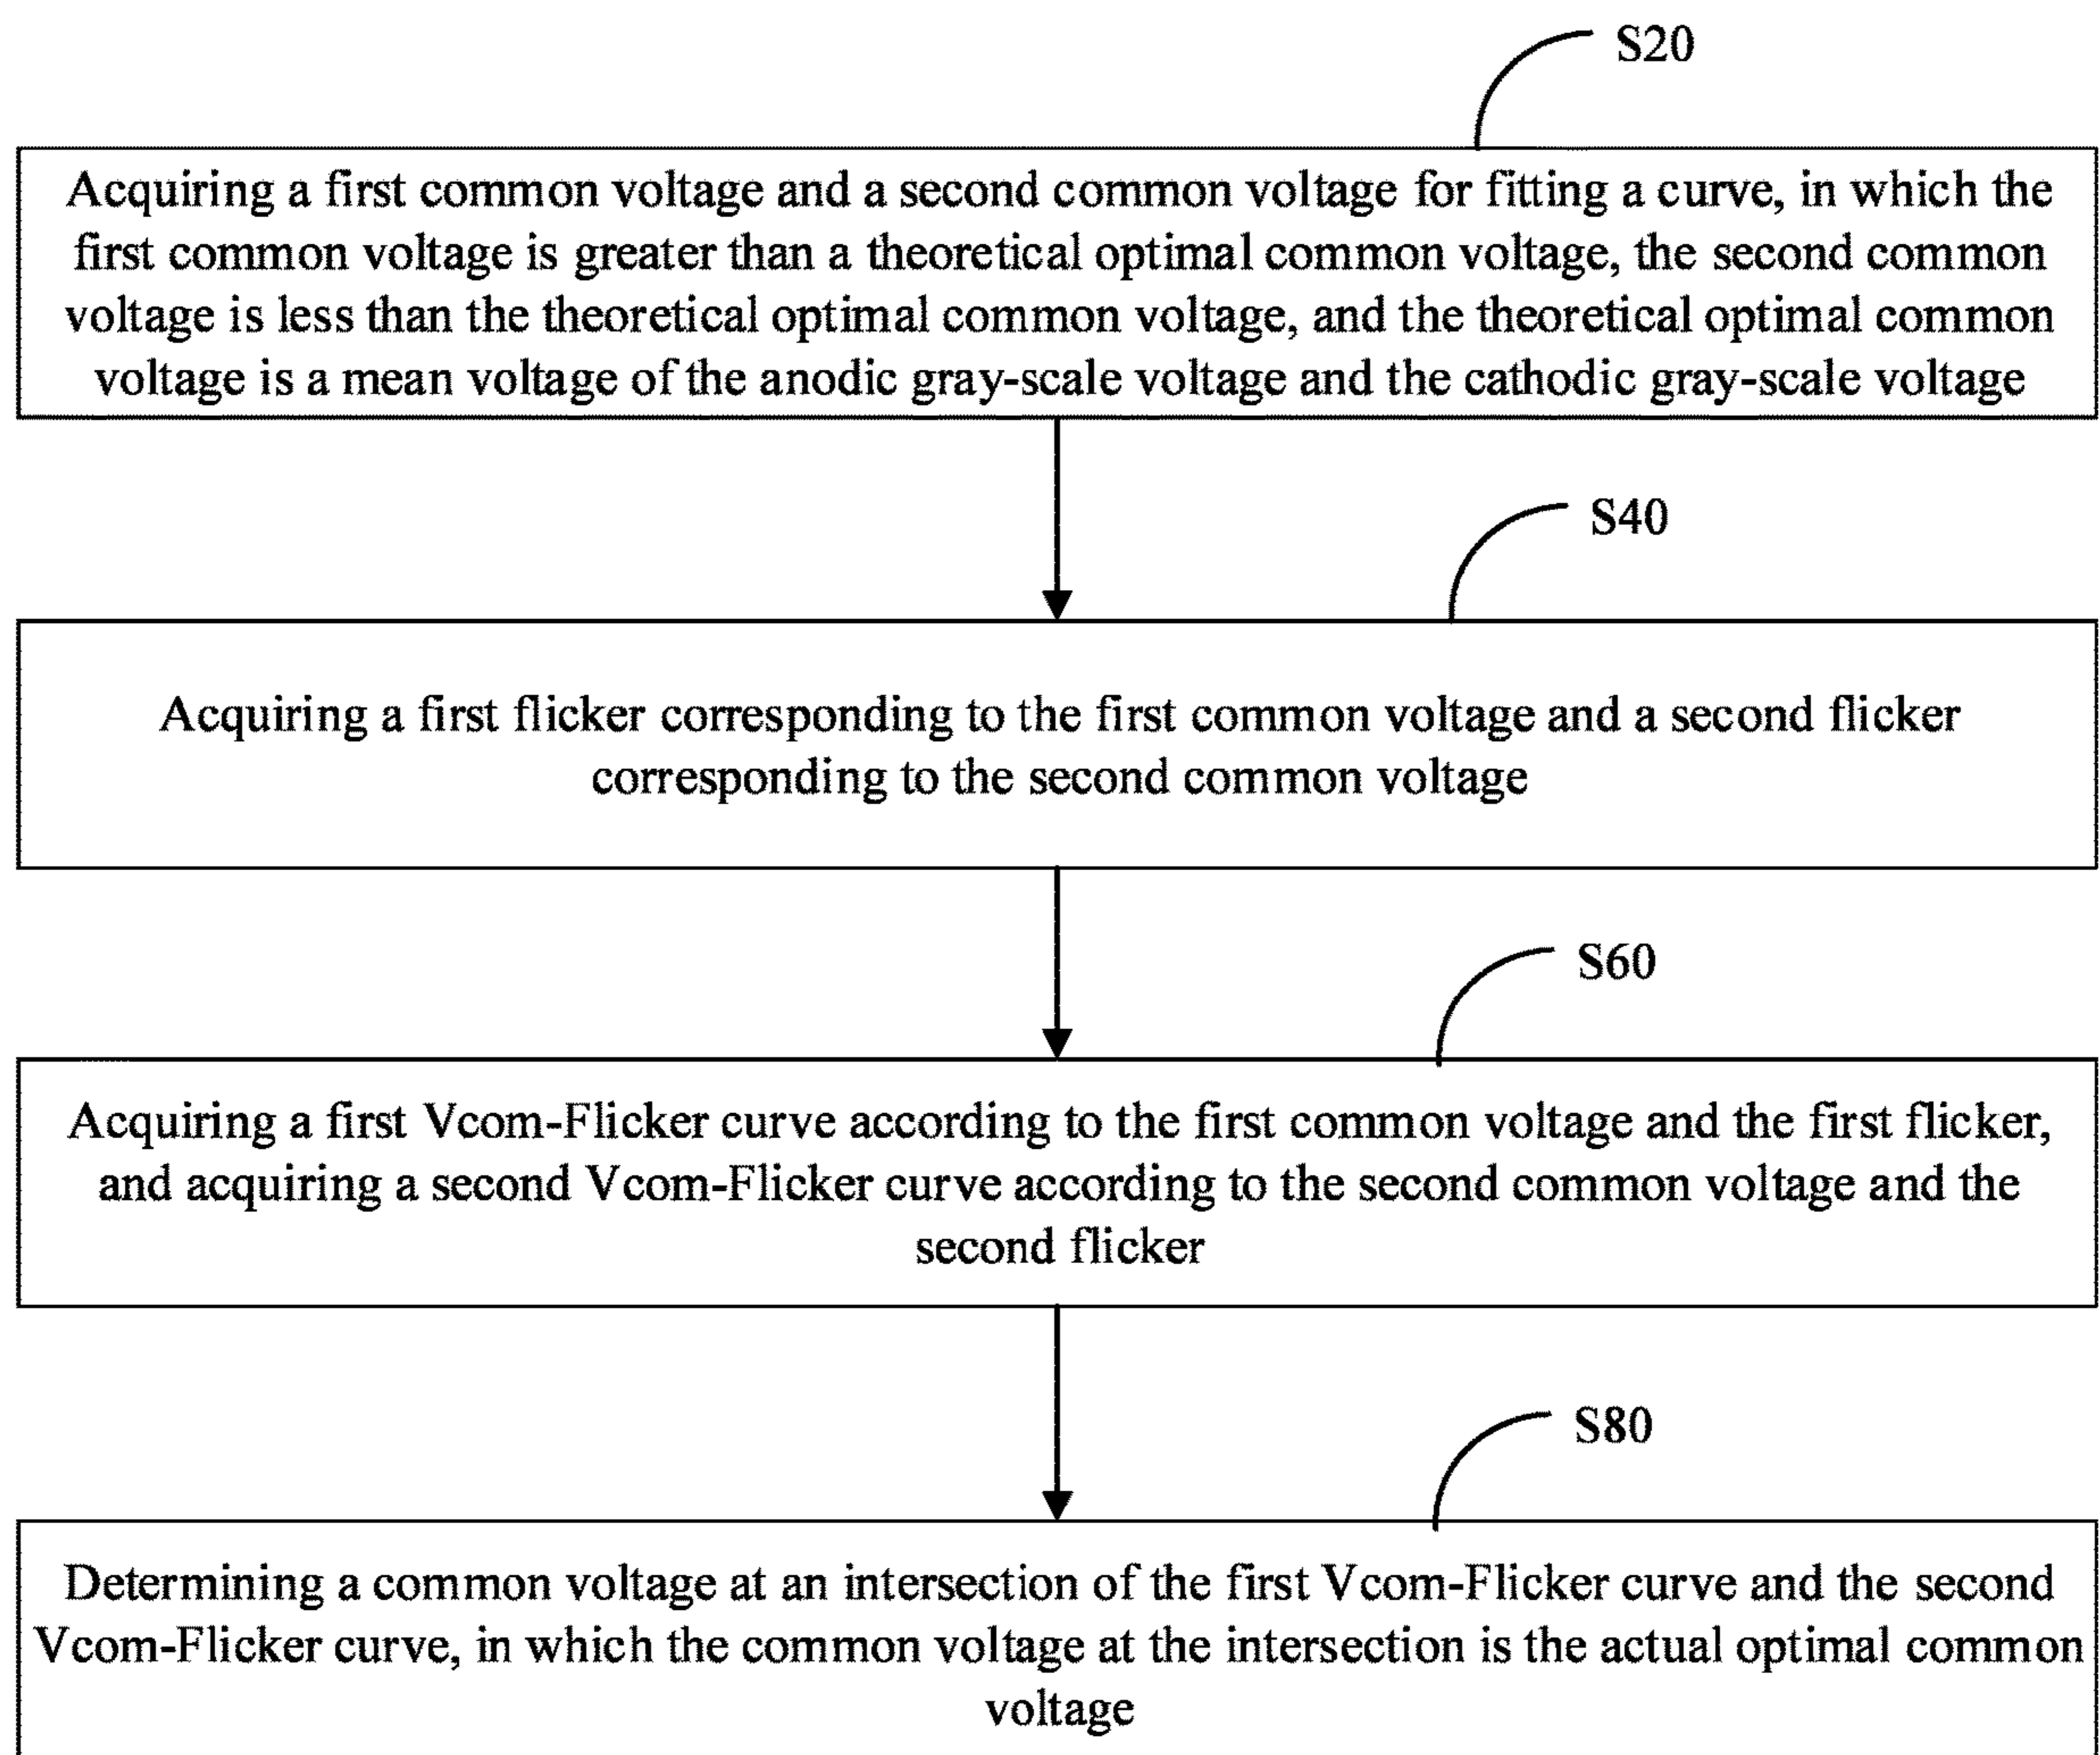 S20
Acquiring a first common voltage and a second common voltage for fitting a curve, in which the
first common voltage is greater than a theoretical optimal common voltage, the second common
voltage is less than the theoretical optimal common voltage, and the theoretical optimal common
voltage is a mean voltage of the anodic gray-scale voltage and the cathodic gray-scale voltage
S40
Acquiring a first flicker corresponding to the first common voltage and a second flicker
corresponding to the second common voltage
S60
Acquiring a first Vcom-Flicker curve according to the first common voltage and the first flicker,
and acquiring a second Vcom-Flicker curve according to the second common voltage and the
second flicker
S80
Determining a common voltage at an intersection of the first Vcom-Flicker curve and the second
Vcom-Flicker curve, in which the common voltage at the intersection is the actual optimal common
voltage